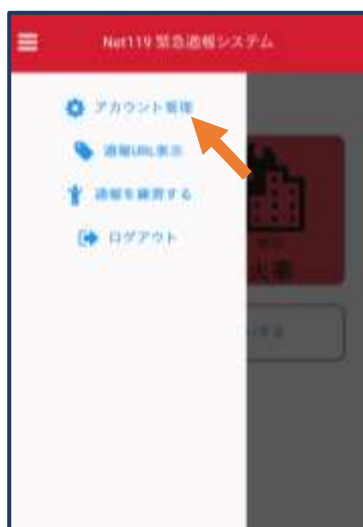 Net119 緊急通報システム
アカウント管理
通報URL表示
通報を練習する
ログアウト
火事